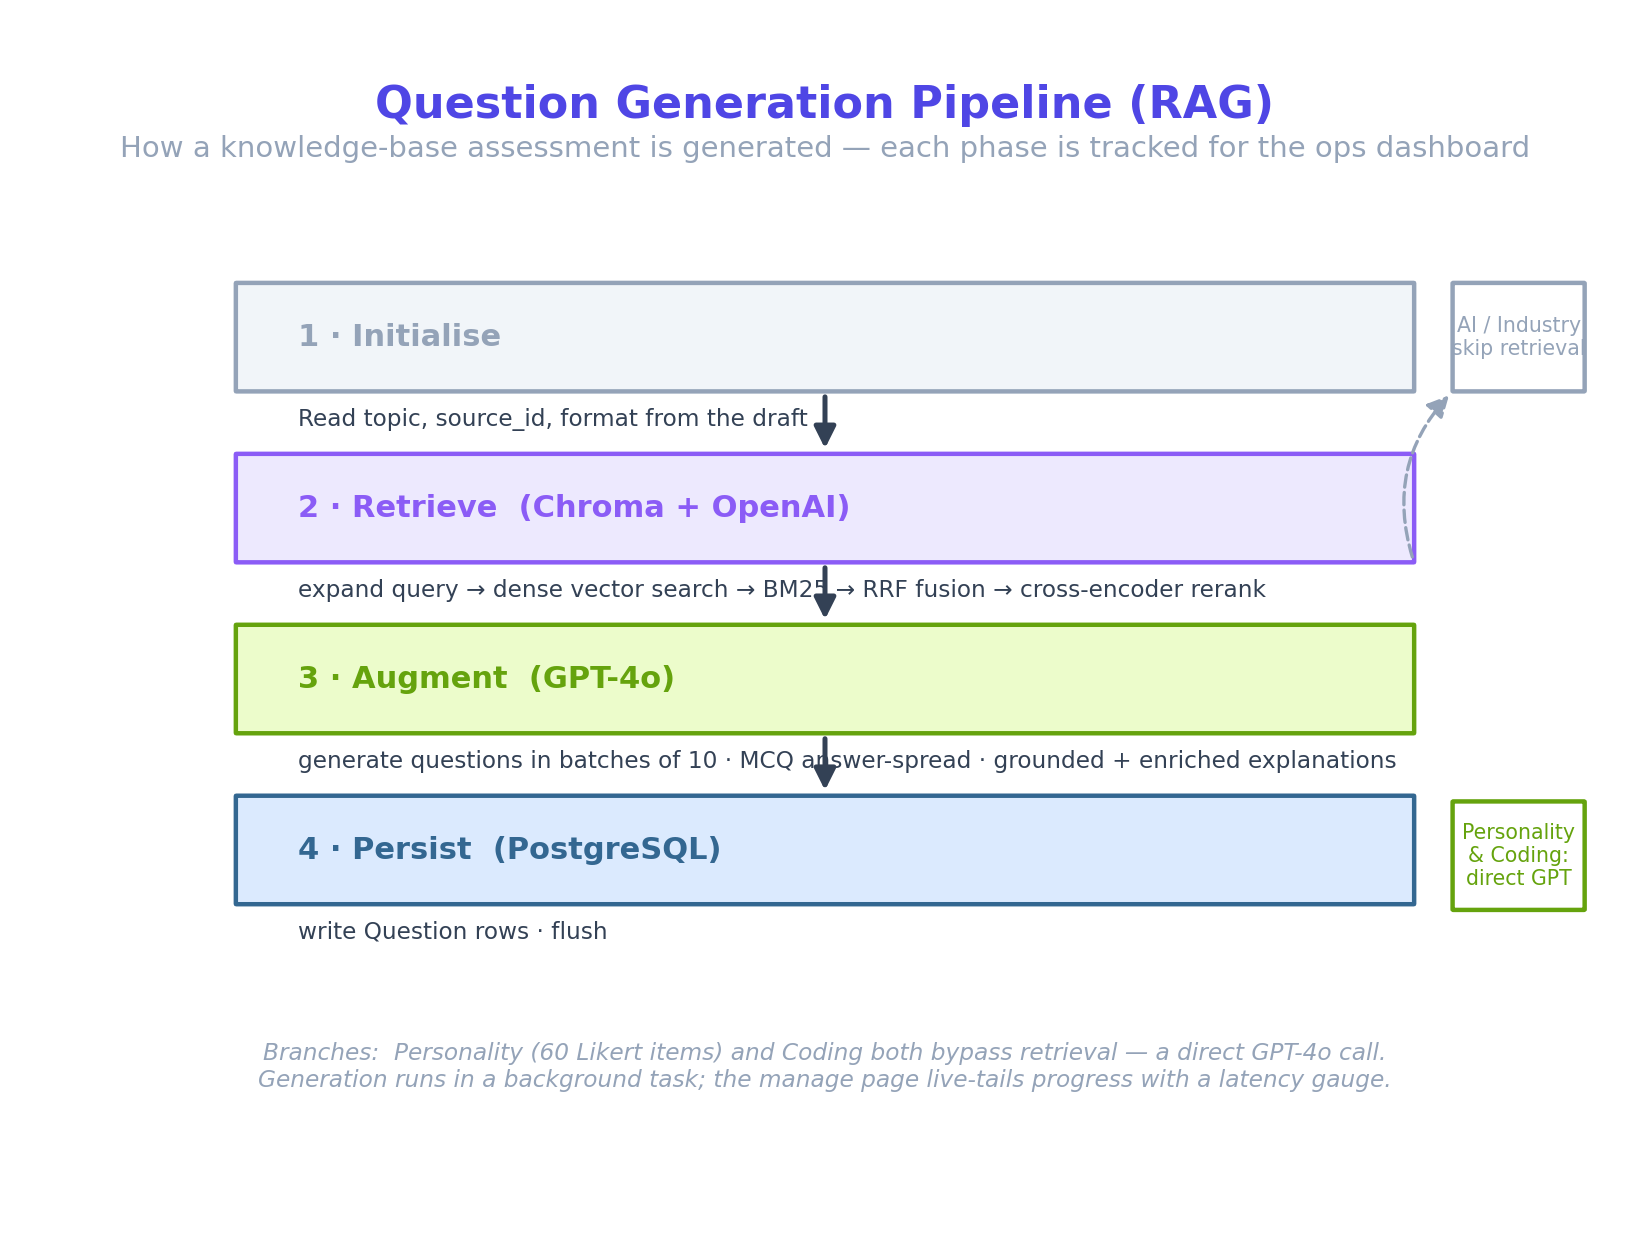 Question Generation Pipeline (RAG)
How a knowledge-base assessment is generated — each phase is tracked for the ops dashboard
1 · Initialise
AI / Industry
skip retrieval
Read topic, source_id, format from the draft
2 · Retrieve  (Chroma + OpenAI)
expand query → dense vector search → BM25 → RRF fusion → cross-encoder rerank
3 · Augment  (GPT-4o)
generate questions in batches of 10 · MCQ answer-spread · grounded + enriched explanations
4 · Persist  (PostgreSQL)
Personality
& Coding:
direct GPT
write Question rows · flush
Branches:  Personality (60 Likert items) and Coding both bypass retrieval — a direct GPT-4o call.
Generation runs in a background task; the manage page live-tails progress with a latency gauge.